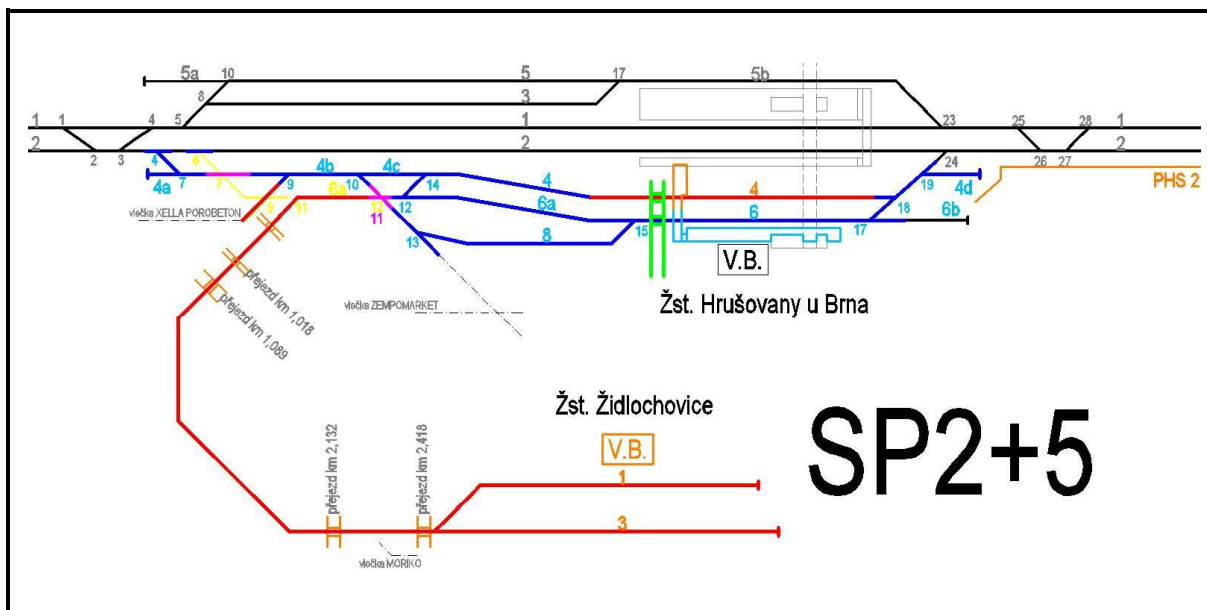 5a 10 5 17 5b
8 3
1 1 4 5 1 23 25 28 1
2 2 3 2 24 26 27 2
4 6 4b 4c
4a 7 7 9 10 14 4 4 19 4d PHS 2
6a 6a 18 6b
vlečka XELLA POROBETON 9 11 12 12 6
11 15 17
13 8
V.B.
přejezd km 1,018
přejezd km 1,089
vlečka ZEMPOMARKET
Žst. Hrušovany u Brna
Žst. Židlochovice
SP2+5
V.B.
přejezd km 2,132
přejezd km 2,418
1
3
vlečka MORIKO